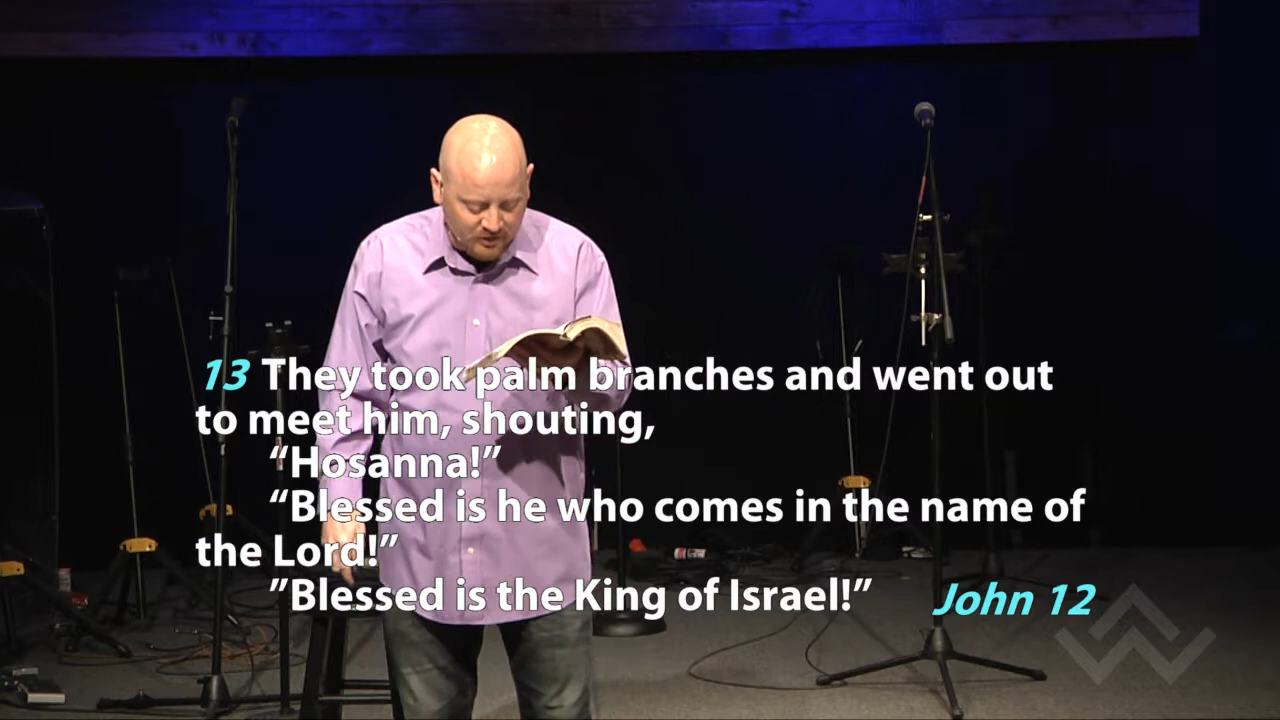 13 They took palm branches and went out
to meet him, shouting,
“Hosanna!”
“Blessed is he who comes in the name of
the Lord!”
”Blessed is the King of Israel!”
John 12